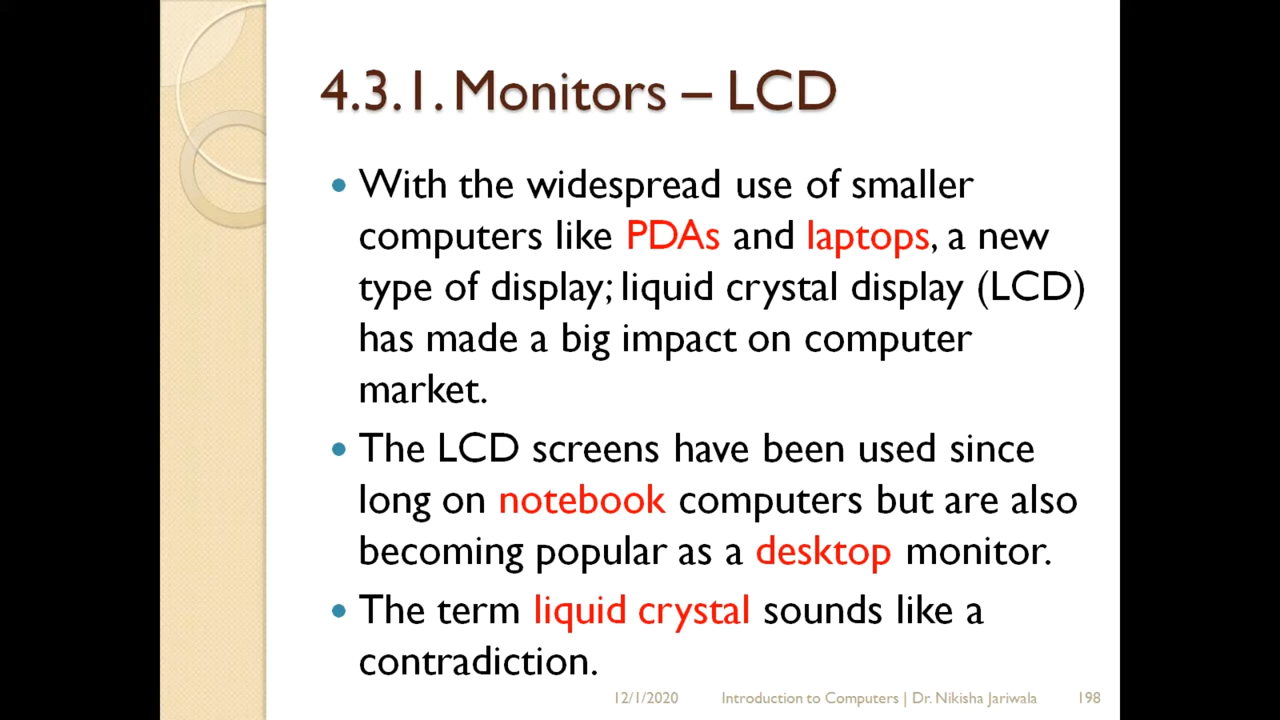 4.3.1. Monitors – LCD
• With the widespread use of smaller
computers like PDAs and laptops, a new
type of display; liquid crystal display (LCD)
has made a big impact on computer
market.
• The LCD screens have been used since
long on notebook computers but are also
becoming popular as a desktop monitor.
• The term liquid crystal sounds like a
contradiction.
12/1/2020 Introduction to Computers | Dr. Nikisha Jariwala 198